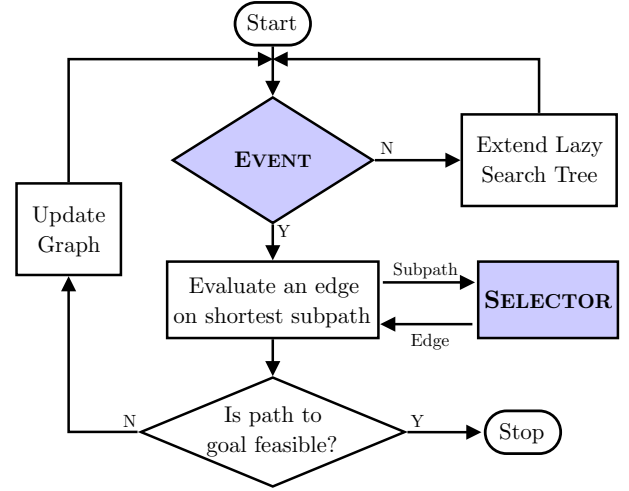 Start
EVENT
N
Extend Lazy
Search Tree
Update
Graph
Y
Evaluate an edge
on shortest subpath
Subpath
SELECTOR
Edge
Is path to
goal feasible?
N
Y
Stop